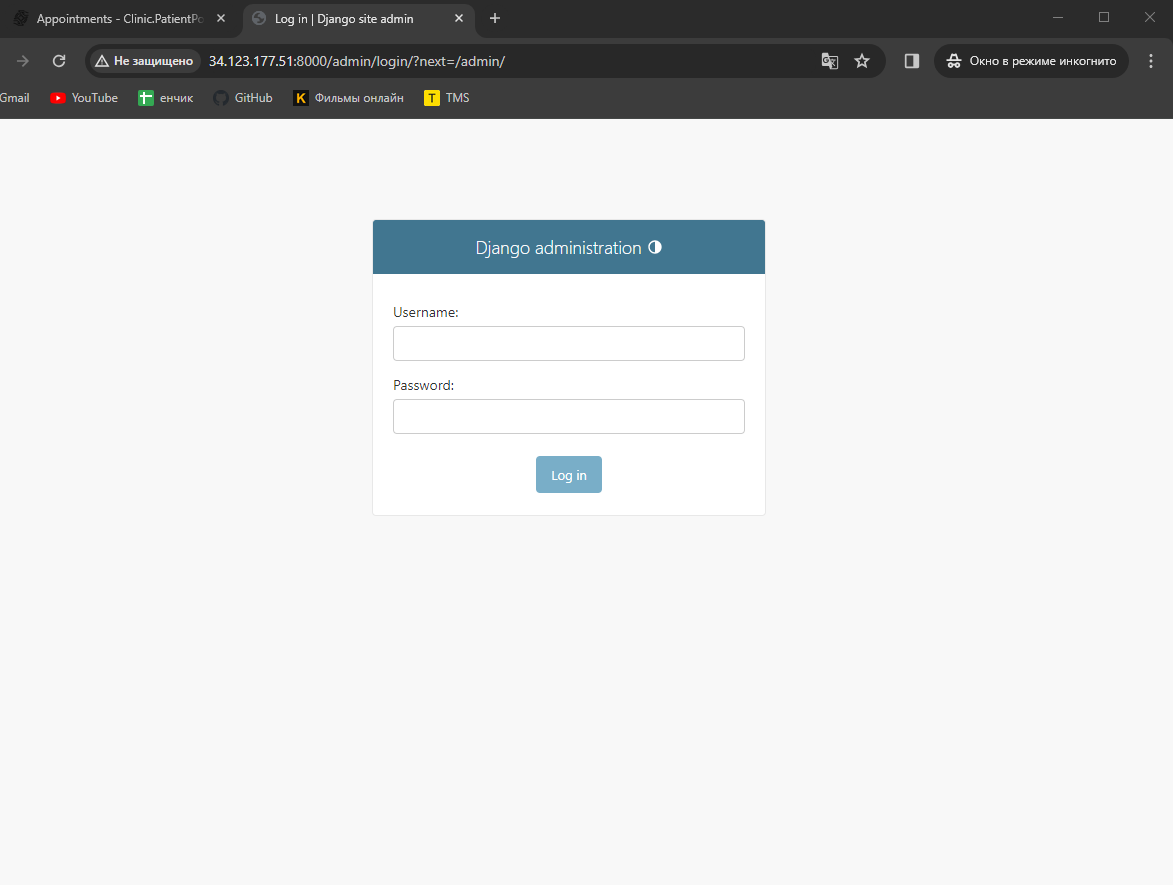 Appointments - Clinic.PatientPo
Log in | Django site admin
Не защищено 34.123.177.51:8000/admin/login/?next=/admin/ Окно в режиме инкогнито
Gmail YouTube енчик GitHub K Фильмы онлайн T TMS
Django administration
Username:
Password:
Log in